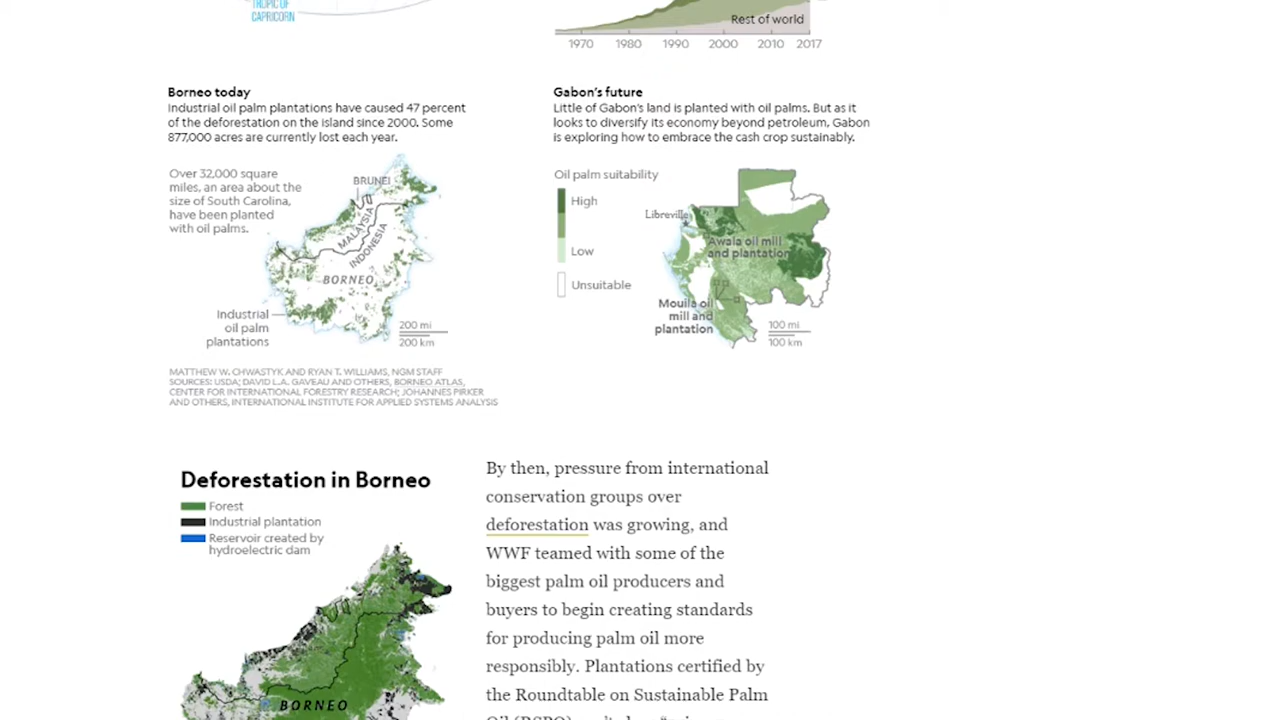 TROPIC OF
CAPRICORN
Rest of world
1970 1980 1990 2000 2010 2017
Borneo today
Industrial oil palm plantations have caused 47 percent
of the deforestation on the island since 2000. Some
877,000 acres are currently lost each year.
Over 32,000 square
miles, an area about the
size of South Carolina,
have been planted
with oil palms.
BRUNEI
MALAYSIA
INDONESIA
BORNEO
Industrial
oil palm
plantations
200 mi
200 km
Gabon's future
Little of Gabon's land is planted with oil palms. But as it
looks to diversify its economy beyond petroleum, Gabon
is exploring how to embrace the cash crop sustainably.
Oil palm suitability
High
Low
Unsuitable
Libreville
Awala oil mill
and plantation
Mouila oil
mill and
plantation
100 mi
100 km
MATTHEW W. CHWASTYK AND RYAN T. WILLIAMS, NGM STAFF
SOURCES: USDA; DAVID L.A. GAVEAU AND OTHERS, BORNEO ATLAS,
CENTER FOR INTERNATIONAL FORESTRY RESEARCH; JOHANNES PIRKER
AND OTHERS, INTERNATIONAL INSTITUTE FOR APPLIED SYSTEMS ANALYSIS
Deforestation in Borneo
Forest
Industrial plantation
Reservoir created by
hydroelectric dam
BORNEO
By then, pressure from international
conservation groups over
deforestation was growing, and
WWF teamed with some of the
biggest palm oil producers and
buyers to begin creating standards
for producing palm oil more
responsibly. Plantations certified by
the Roundtable on Sustainable Palm
Oil (RSPO)